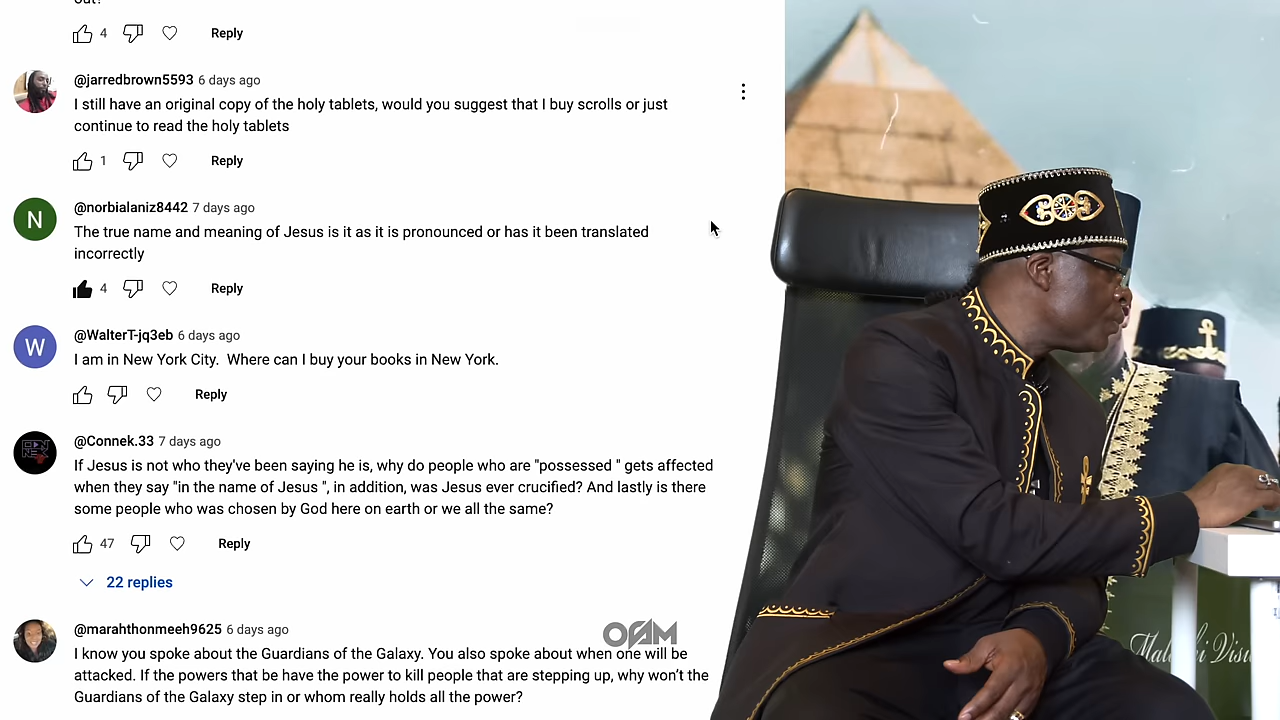 out?
4 Reply
@jarredbrown5593 6 days ago
I still have an original copy of the holy tablets, would you suggest that I buy scrolls or just
continue to read the holy tablets
1 Reply
N
@norbialaniz8442 7 days ago
The true name and meaning of Jesus is it as it is pronounced or has it been translated
incorrectly
4 Reply
W
@WalterT-jq3eb 6 days ago
I am in New York City.  Where can I buy your books in New York.
Reply
@Connek.33 7 days ago
If Jesus is not who they've been saying he is, why do people who are "possessed " gets affected
when they say "in the name of Jesus ", in addition, was Jesus ever crucified? And lastly is there
some people who was chosen by God here on earth or we all the same?
47 Reply
22 replies
@marahthonmeeh9625 6 days ago
I know you spoke about the Guardians of the Galaxy. You also spoke about when one will be
attacked. If the powers that be have the power to kill people that are stepping up, why won't the
Guardians of the Galaxy step in or whom really holds all the power?